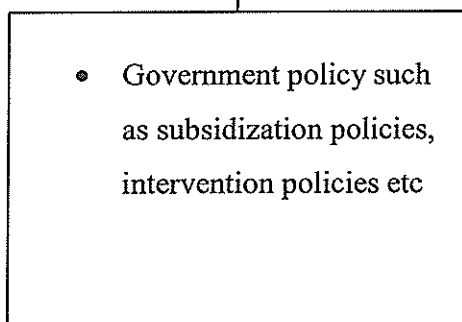 • Government policy such
as subsidization policies,
intervention policies etc